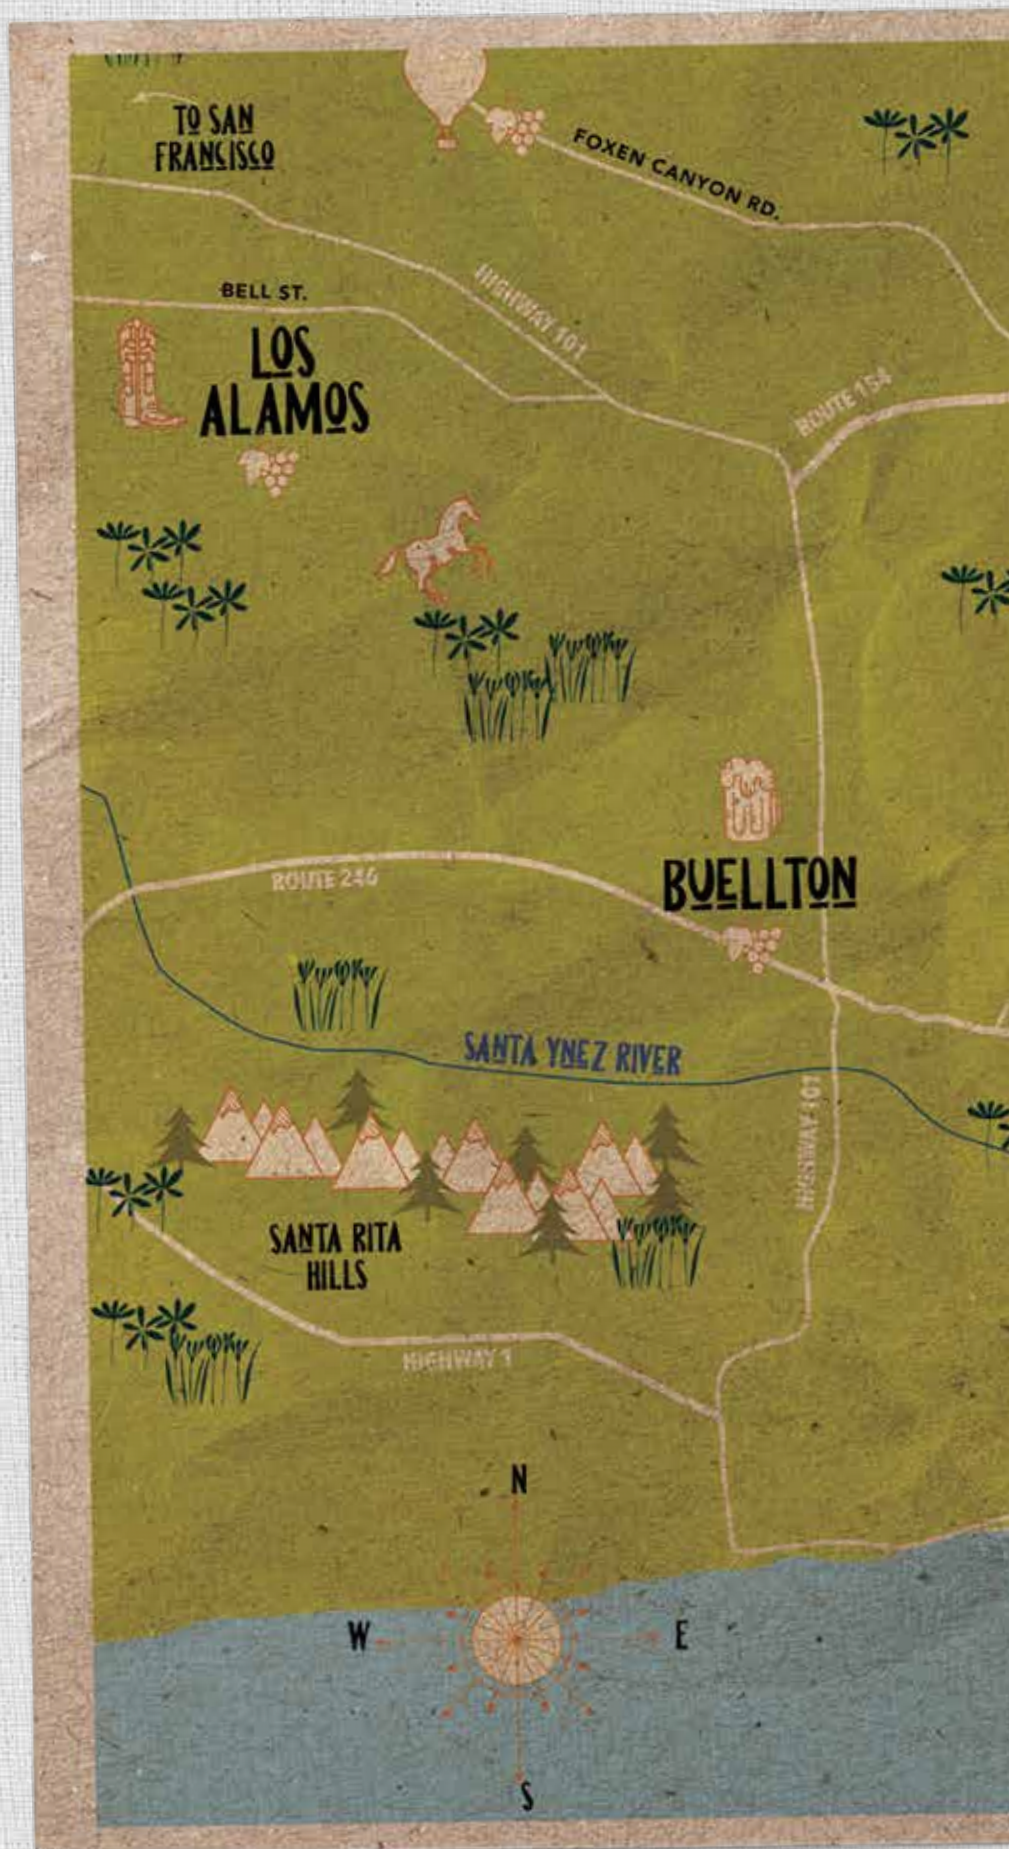 TO SAN
FRANCISCO
FOXEN CANYON RD.
HIGHWAY 101
BELL ST.
LOS
ALAMOS
ROUTE 154
BUELLTON
ROUTE 246
SANTA YNEZ RIVER
HIGHWAY 101
SANTA RITA
HILLS
HIGHWAY 1
N
W
E
S